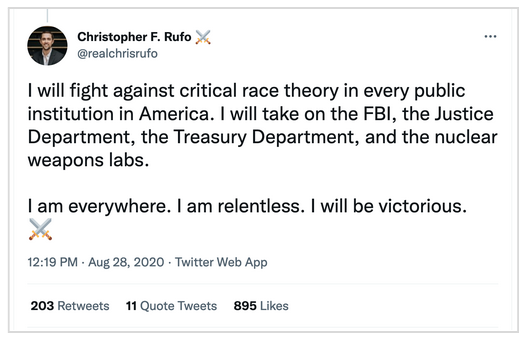 Christopher F. Rufo ⚔️
@realchrisrufo
I will fight against critical race theory in every public
institution in America. I will take on the FBI, the Justice
Department, the Treasury Department, and the nuclear
weapons labs.
I am everywhere. I am relentless. I will be victorious.
⚔️
12:19 PM · Aug 28, 2020 · Twitter Web App
203 Retweets 11 Quote Tweets 895 Likes